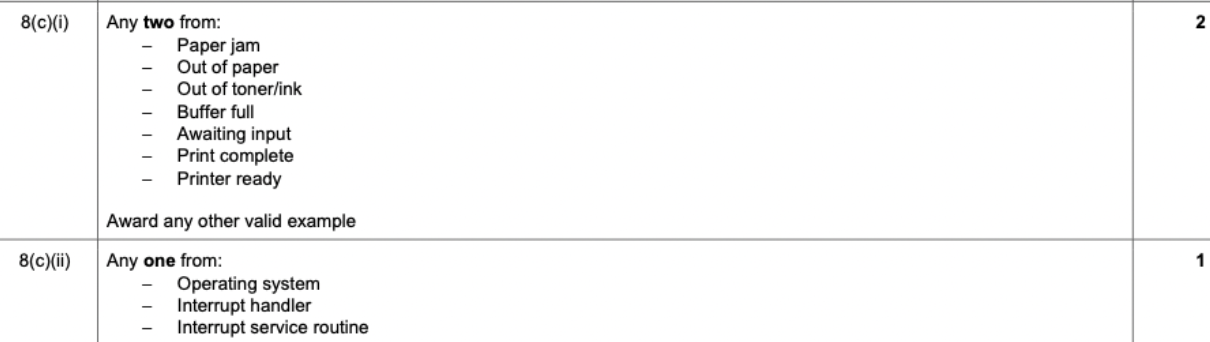 8(c)(i) Any two from: 2
– Paper jam
– Out of paper
– Out of toner/ink
– Buffer full
– Awaiting input
– Print complete
– Printer ready
Award any other valid example
8(c)(ii) Any one from: 1
– Operating system
– Interrupt handler
– Interrupt service routine